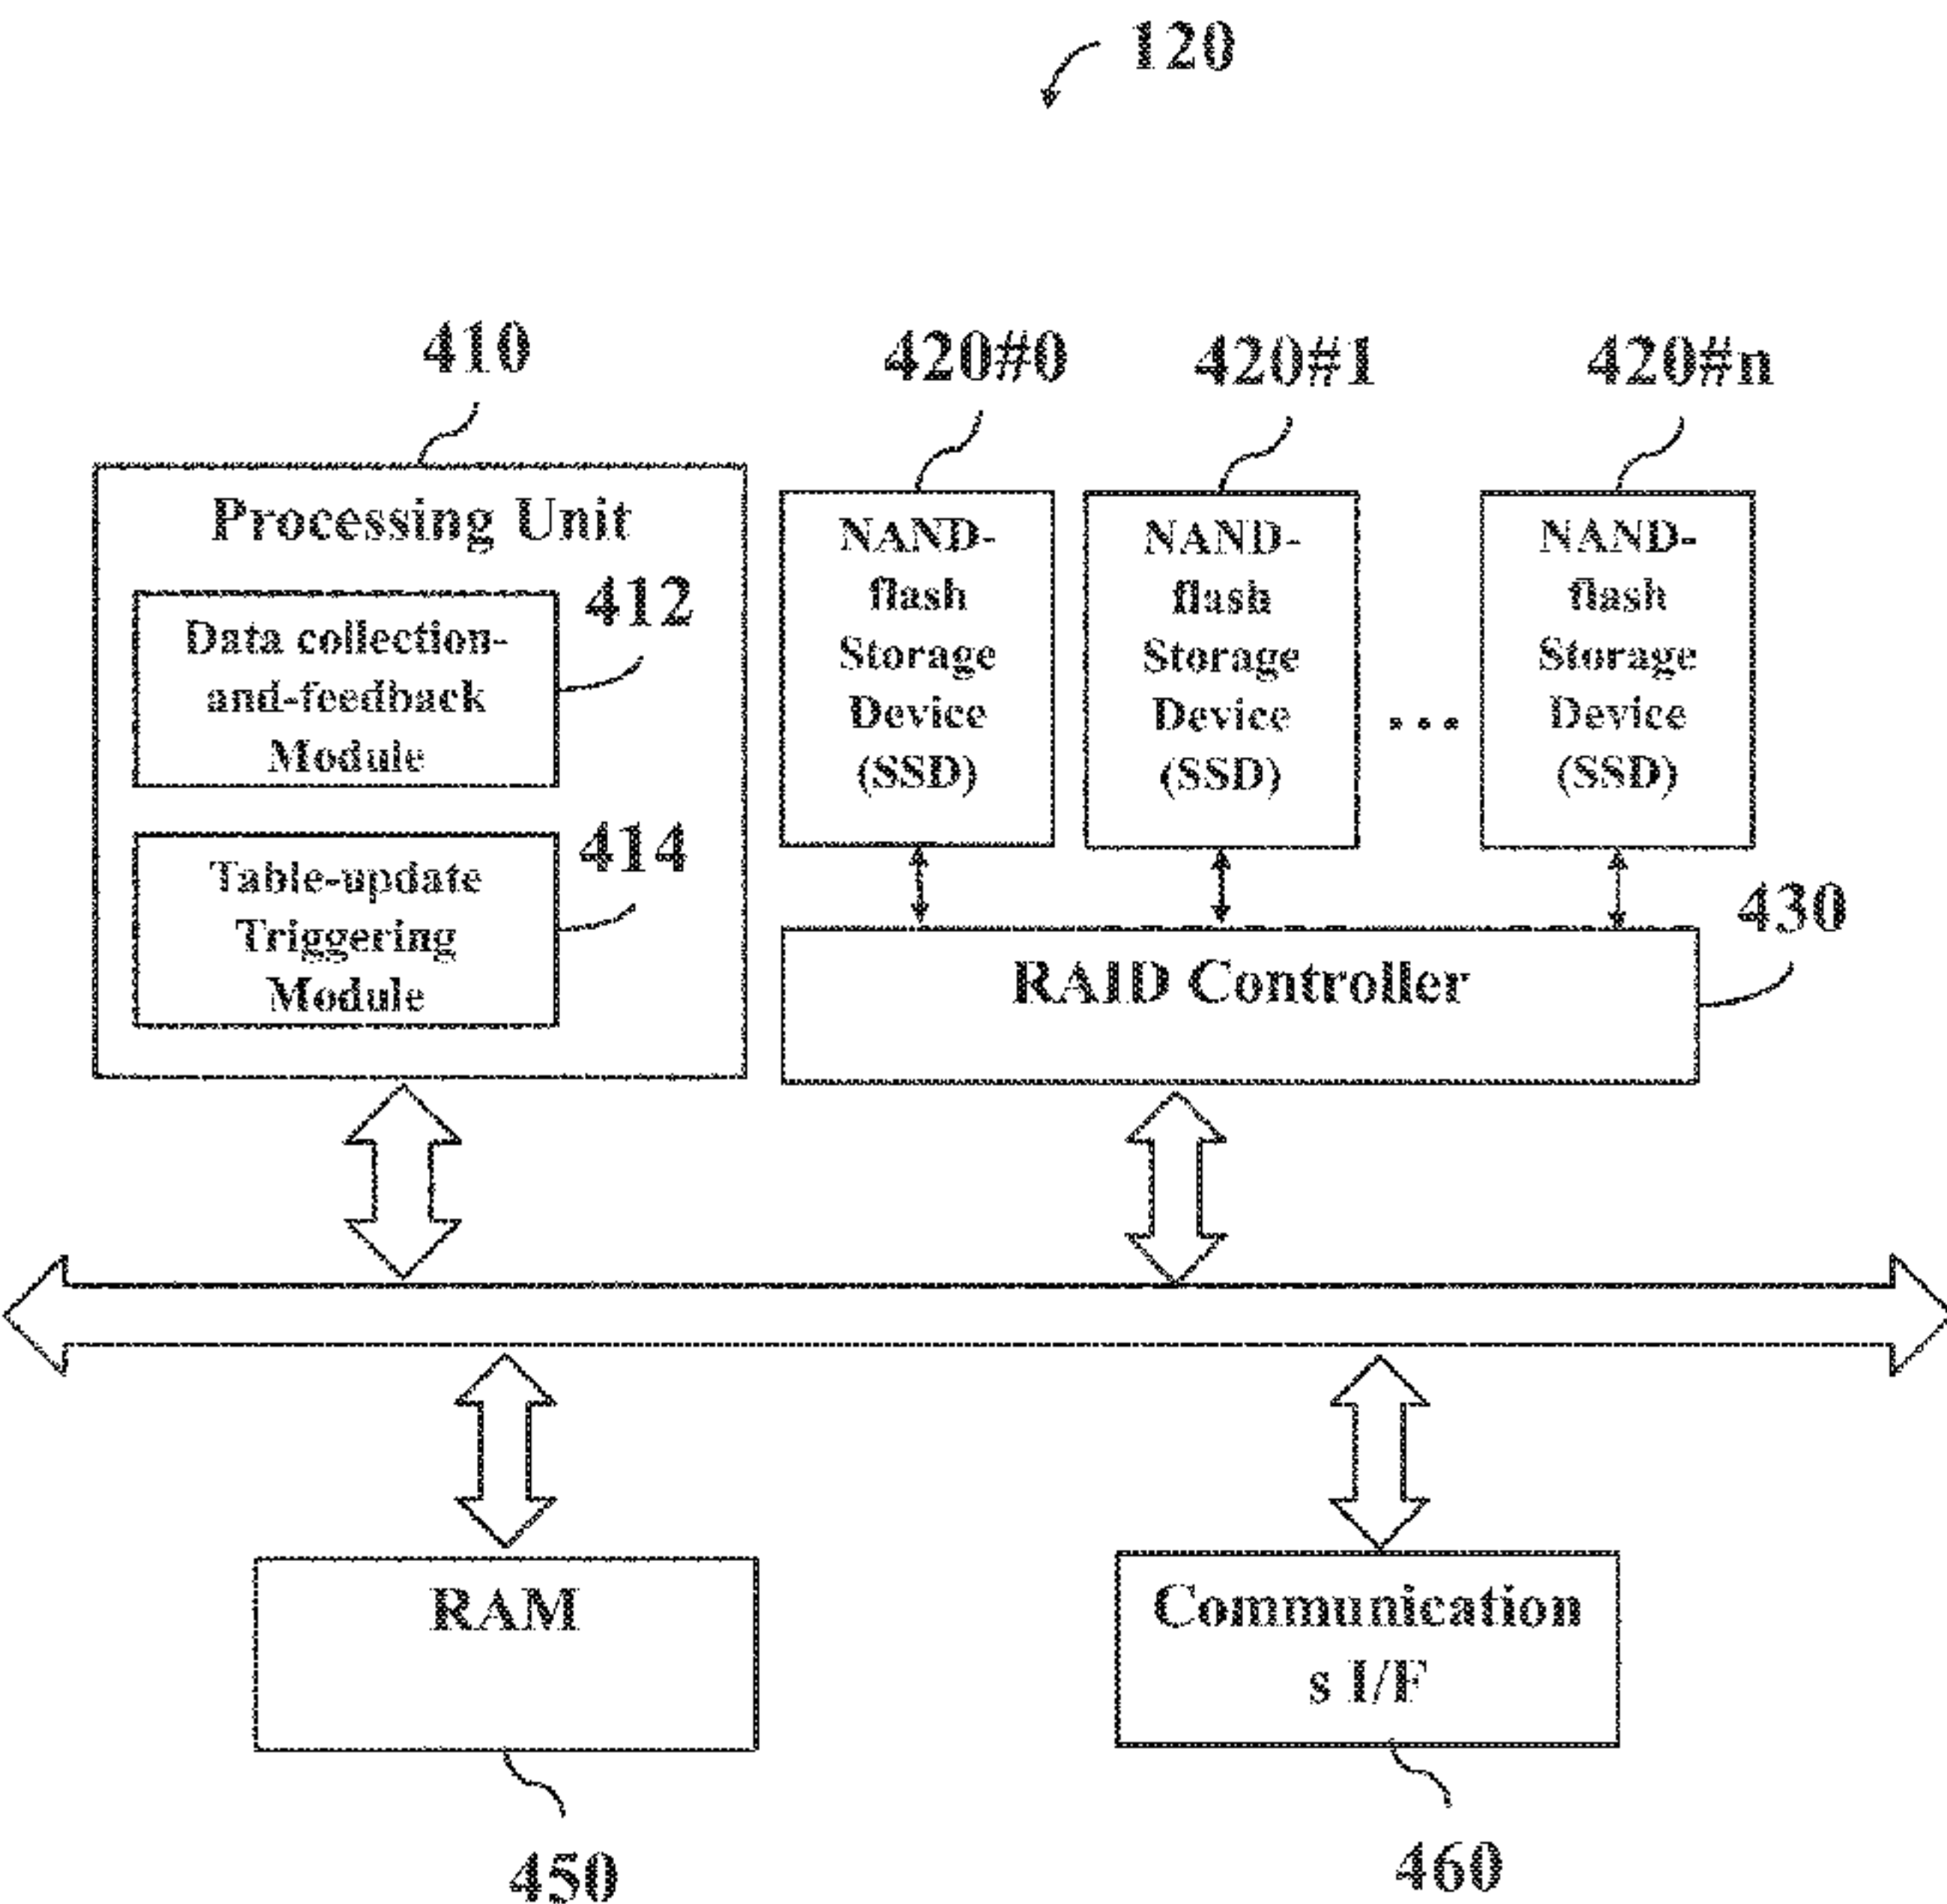 120
410
420#0
420#1
420#n
Processing Unit
412
Data collection-
and-feedback
Module
414
Table-update
Triggering
Module
NAND-
flash
Storage
Device
(SSD)
NAND-
flash
Storage
Device
(SSD)
...
NAND-
flash
Storage
Device
(SSD)
430
RAID Controller
RAM
Communication
s I/F
450
460